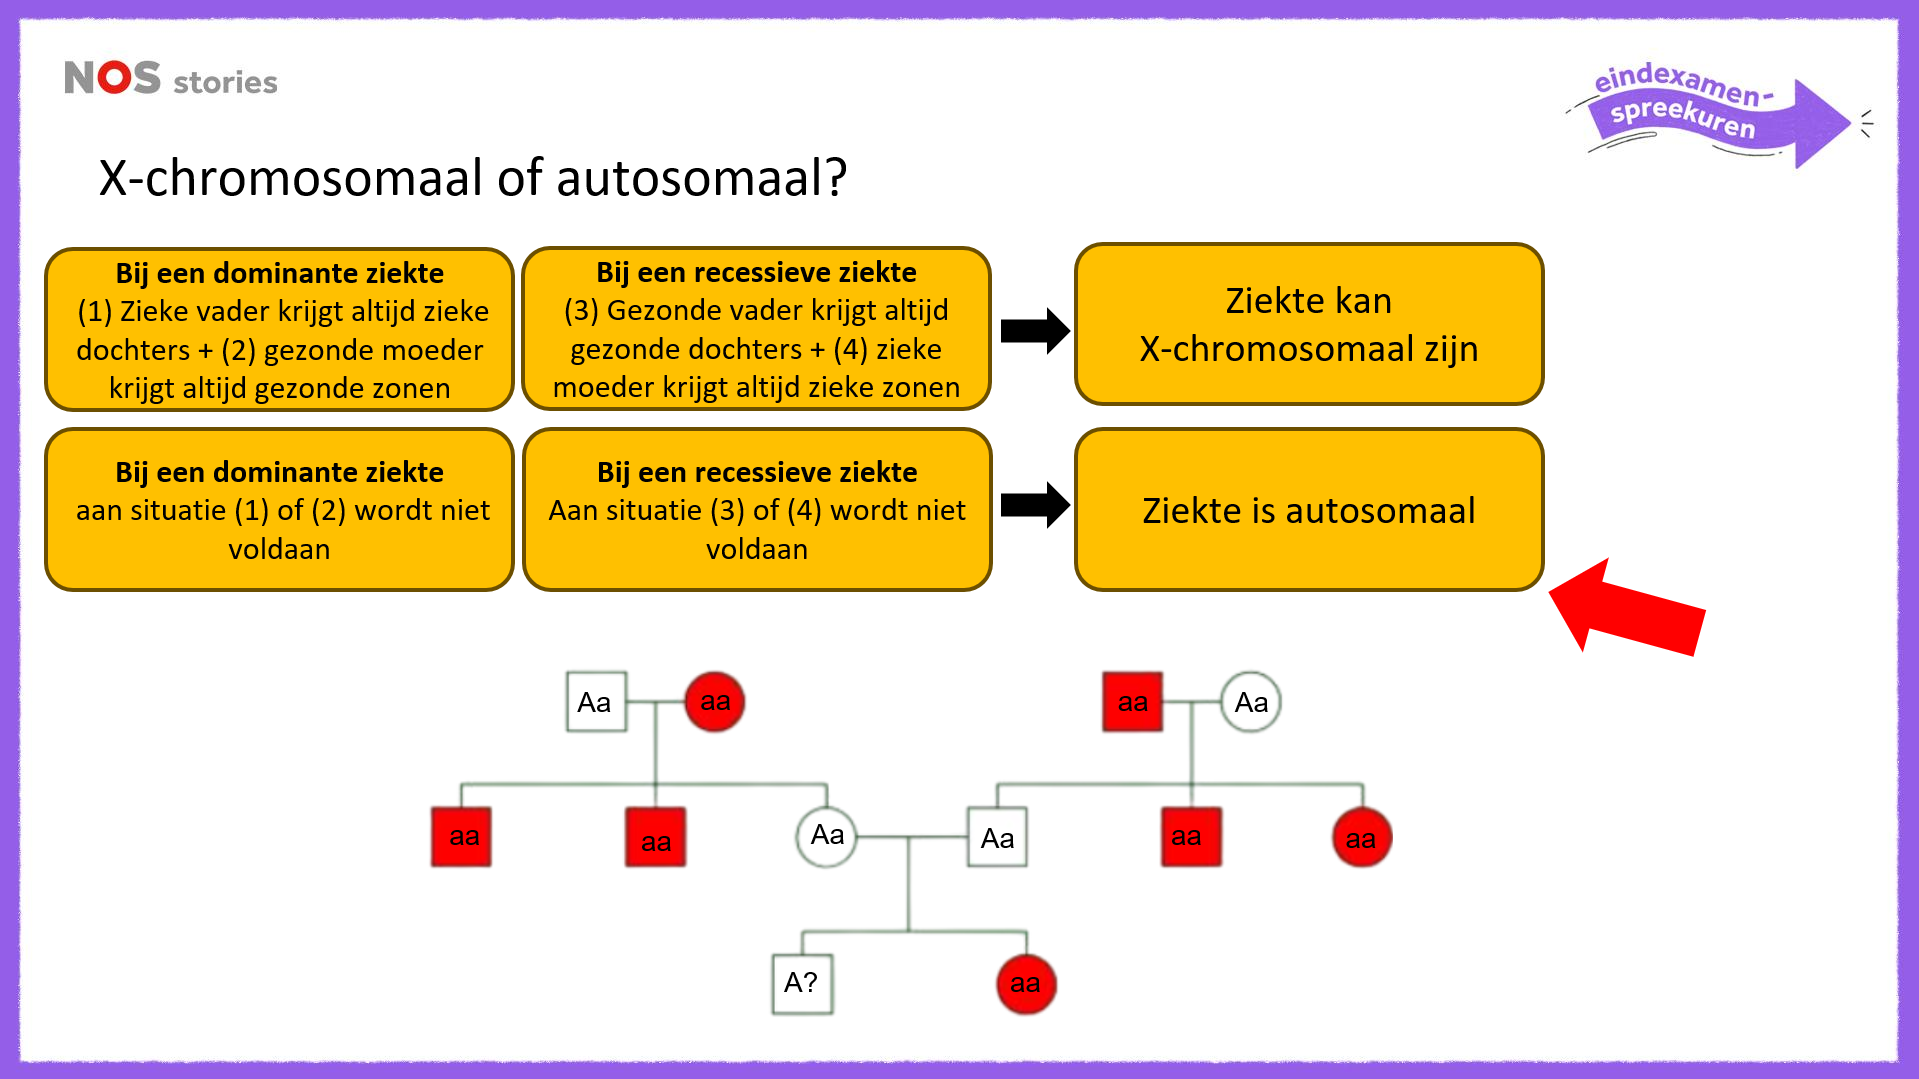 NOS stories
eindexamen-
spreekuren
X-chromosomaal of autosomaal?
Bij een dominante ziekte
(1) Zieke vader krijgt altijd zieke
dochters + (2) gezonde moeder
krijgt altijd gezonde zonen
Bij een recessieve ziekte
(3) Gezonde vader krijgt altijd
gezonde dochters + (4) zieke
moeder krijgt altijd zieke zonen
Ziekte kan
X-chromosomaal zijn
Bij een dominante ziekte
aan situatie (1) of (2) wordt niet
voldaan
Bij een recessieve ziekte
Aan situatie (3) of (4) wordt niet
voldaan
Ziekte is autosomaal
Aa aa aa Aa
aa aa Aa Aa aa aa
A? aa